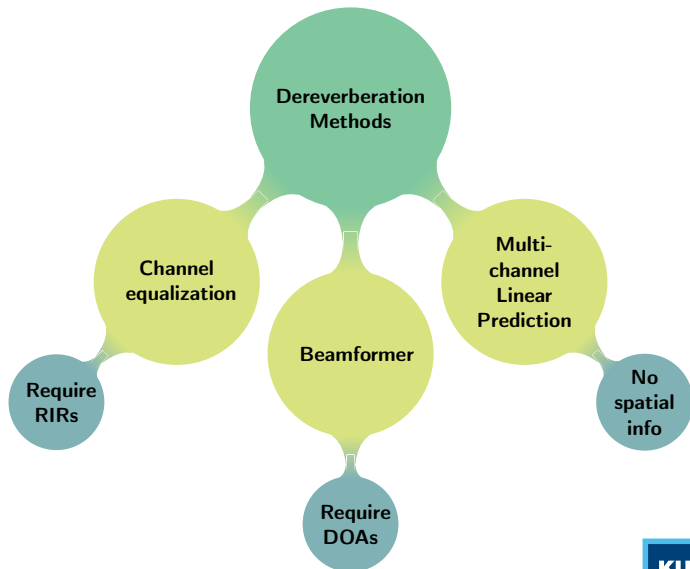 Dereverberation
Methods
Channel
equalization
Multi-
channel
Linear
Prediction
Beamformer
Require
RIRs
No
spatial
info
Require
DOAs